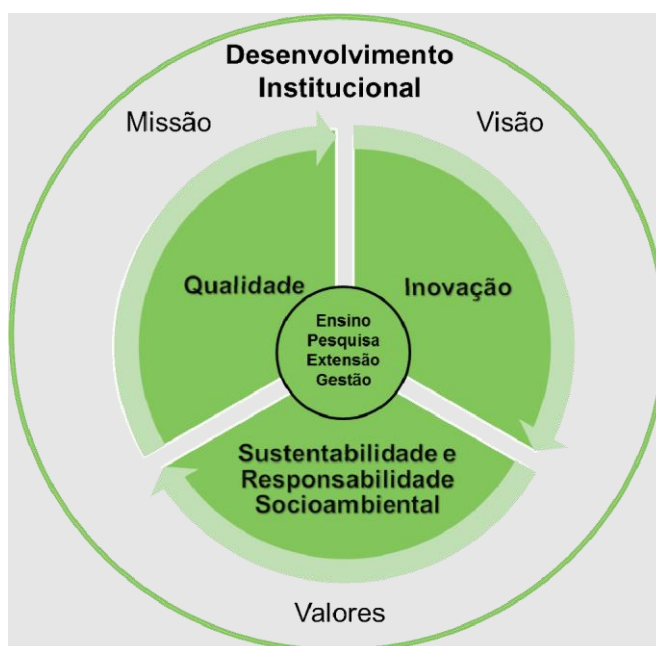 Desenvolvimento
Institucional
Missão
Visão
Qualidade
Inovação
Ensino
Pesquisa
Extensão
Gestão
Sustentabilidade e
Responsabilidade
Socioambiental
Valores